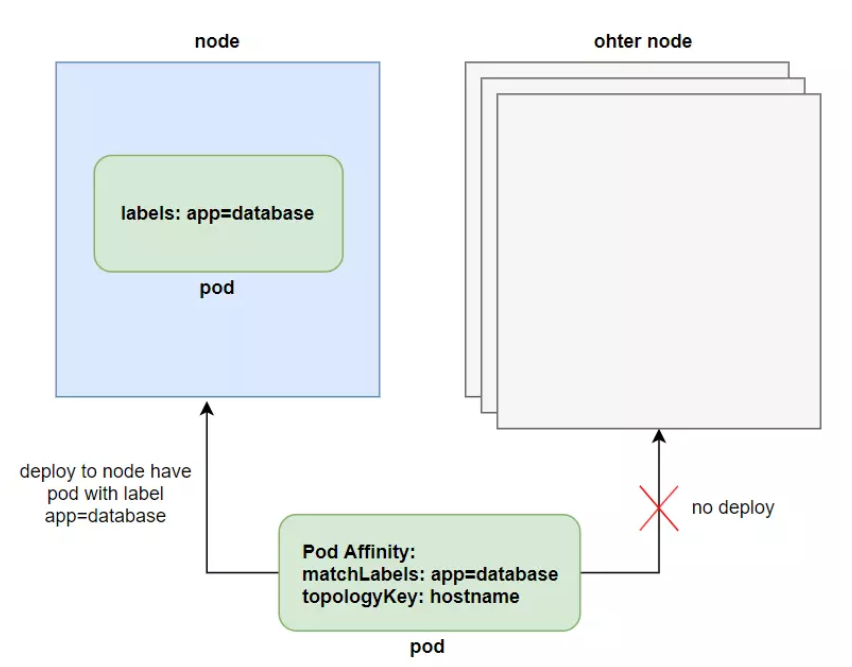 node
ohter node
labels: app=database
pod
deploy to node have
pod with label
app=database
no deploy
Pod Affinity:
matchLabels: app=database
topologyKey: hostname
pod